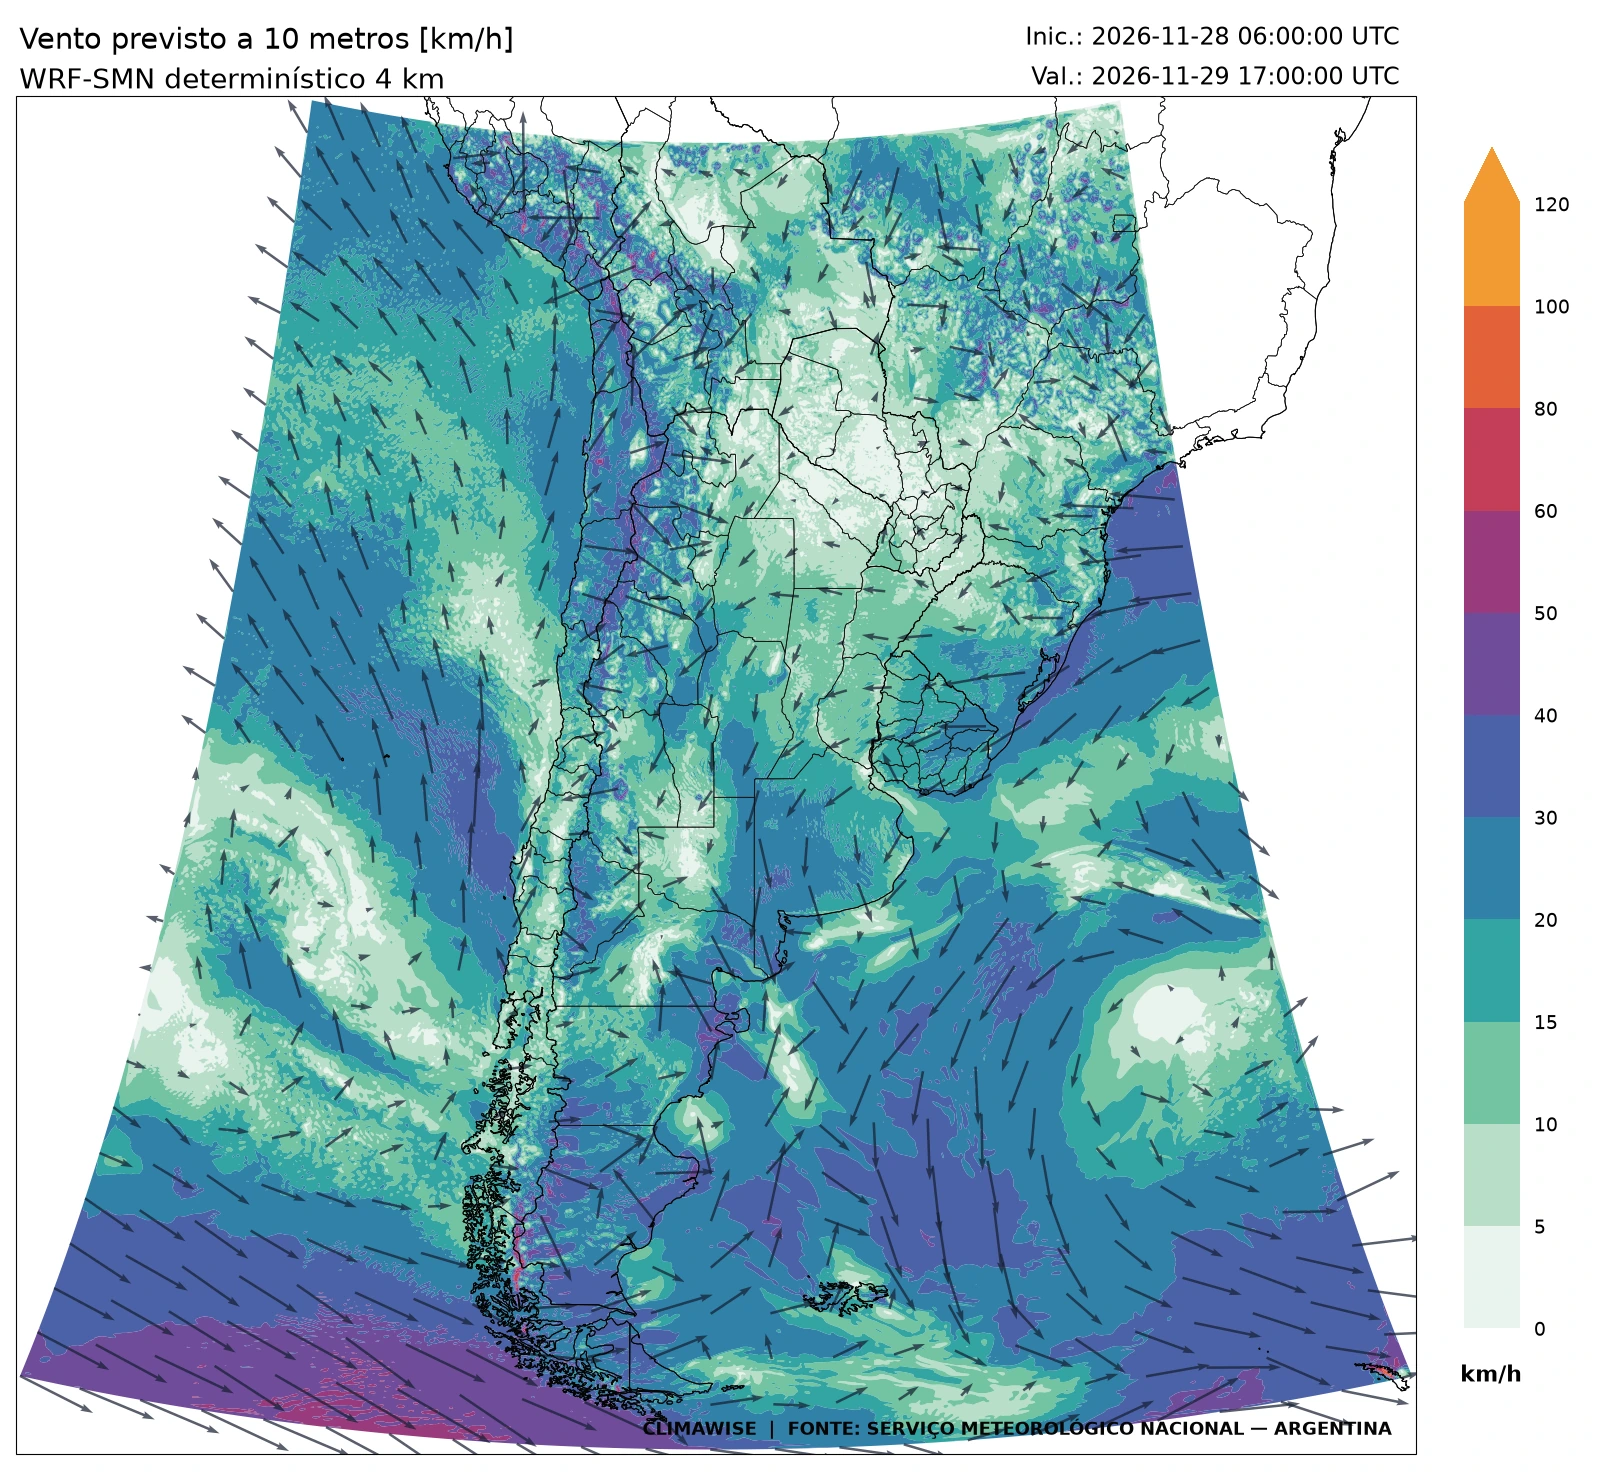 Vento previsto a 10 metros [km/h]
WRF-SMN determinístico 4 km
Inic.: 2026-11-28 06:00:00 UTC
Val.: 2026-11-29 17:00:00 UTC
120
100
80
60
50
40
30
20
15
10
5
0
km/h
CLIMAWISE | FONTE: SERVIÇO METEOROLÓGICO NACIONAL — ARGENTINA